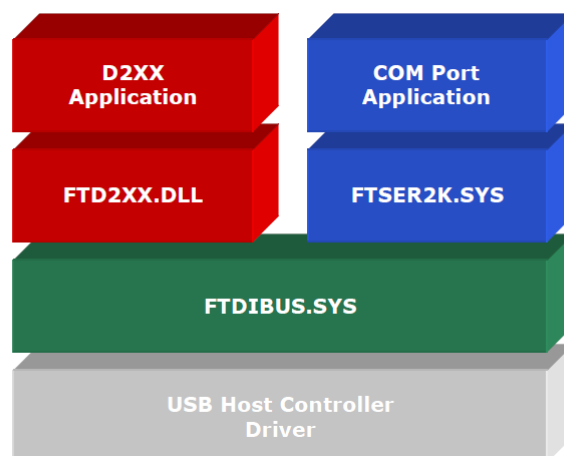 D2XX
Application
COM Port
Application
FTD2XX.DLL
FTSER2K.SYS
FTDIBUS.SYS
USB Host Controller
Driver